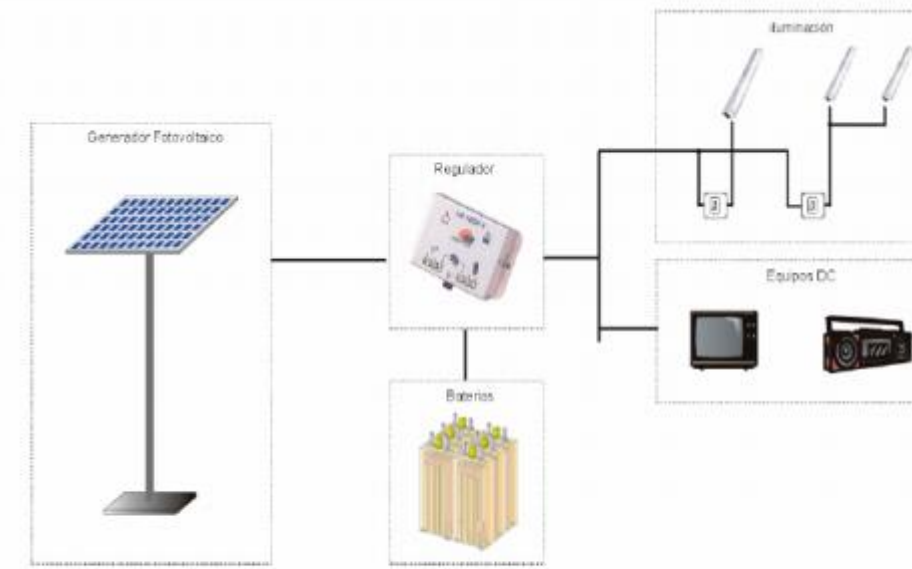 Generador Fotovoltaico
Regulador
Baterias
Iluminación
Equipos DC